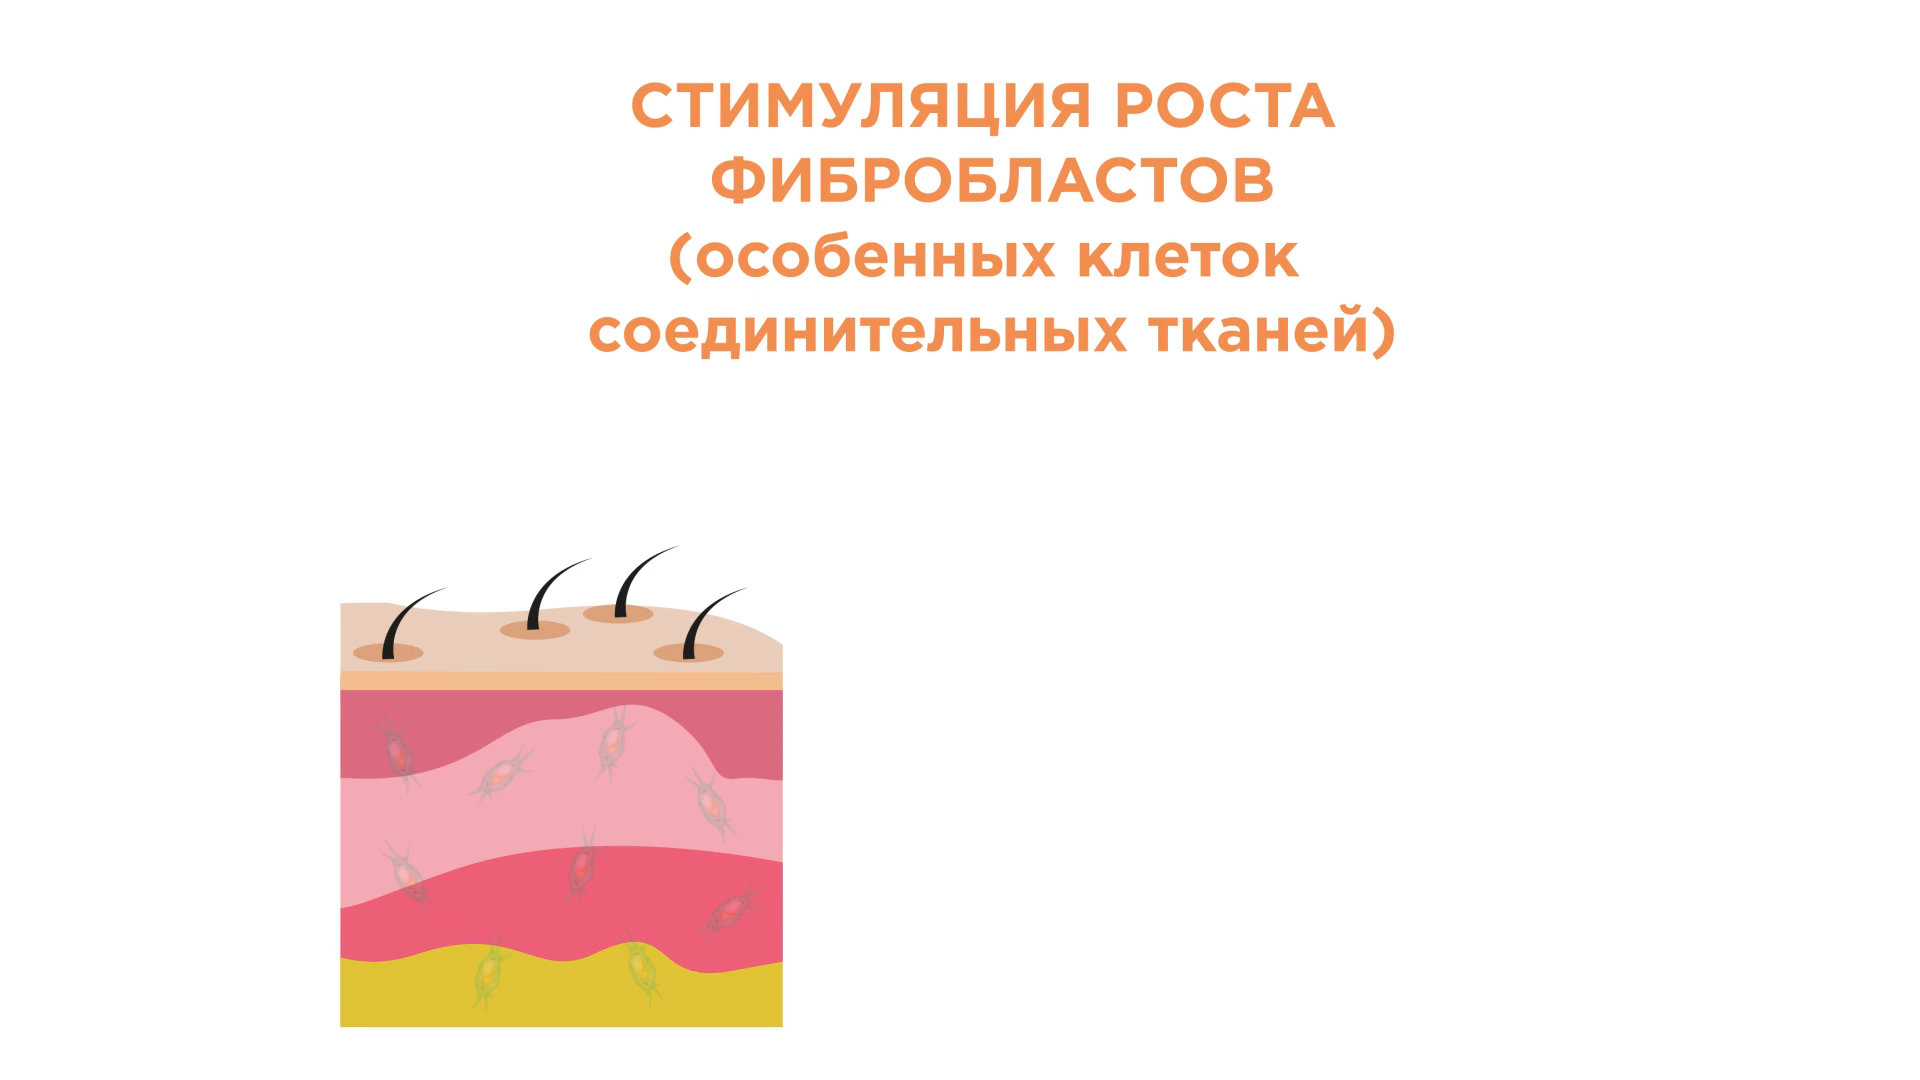 СТИМУЛЯЦИЯ РОСТА
ФИБРОБЛАСТОВ
(особенных клеток
соединительных тканей)